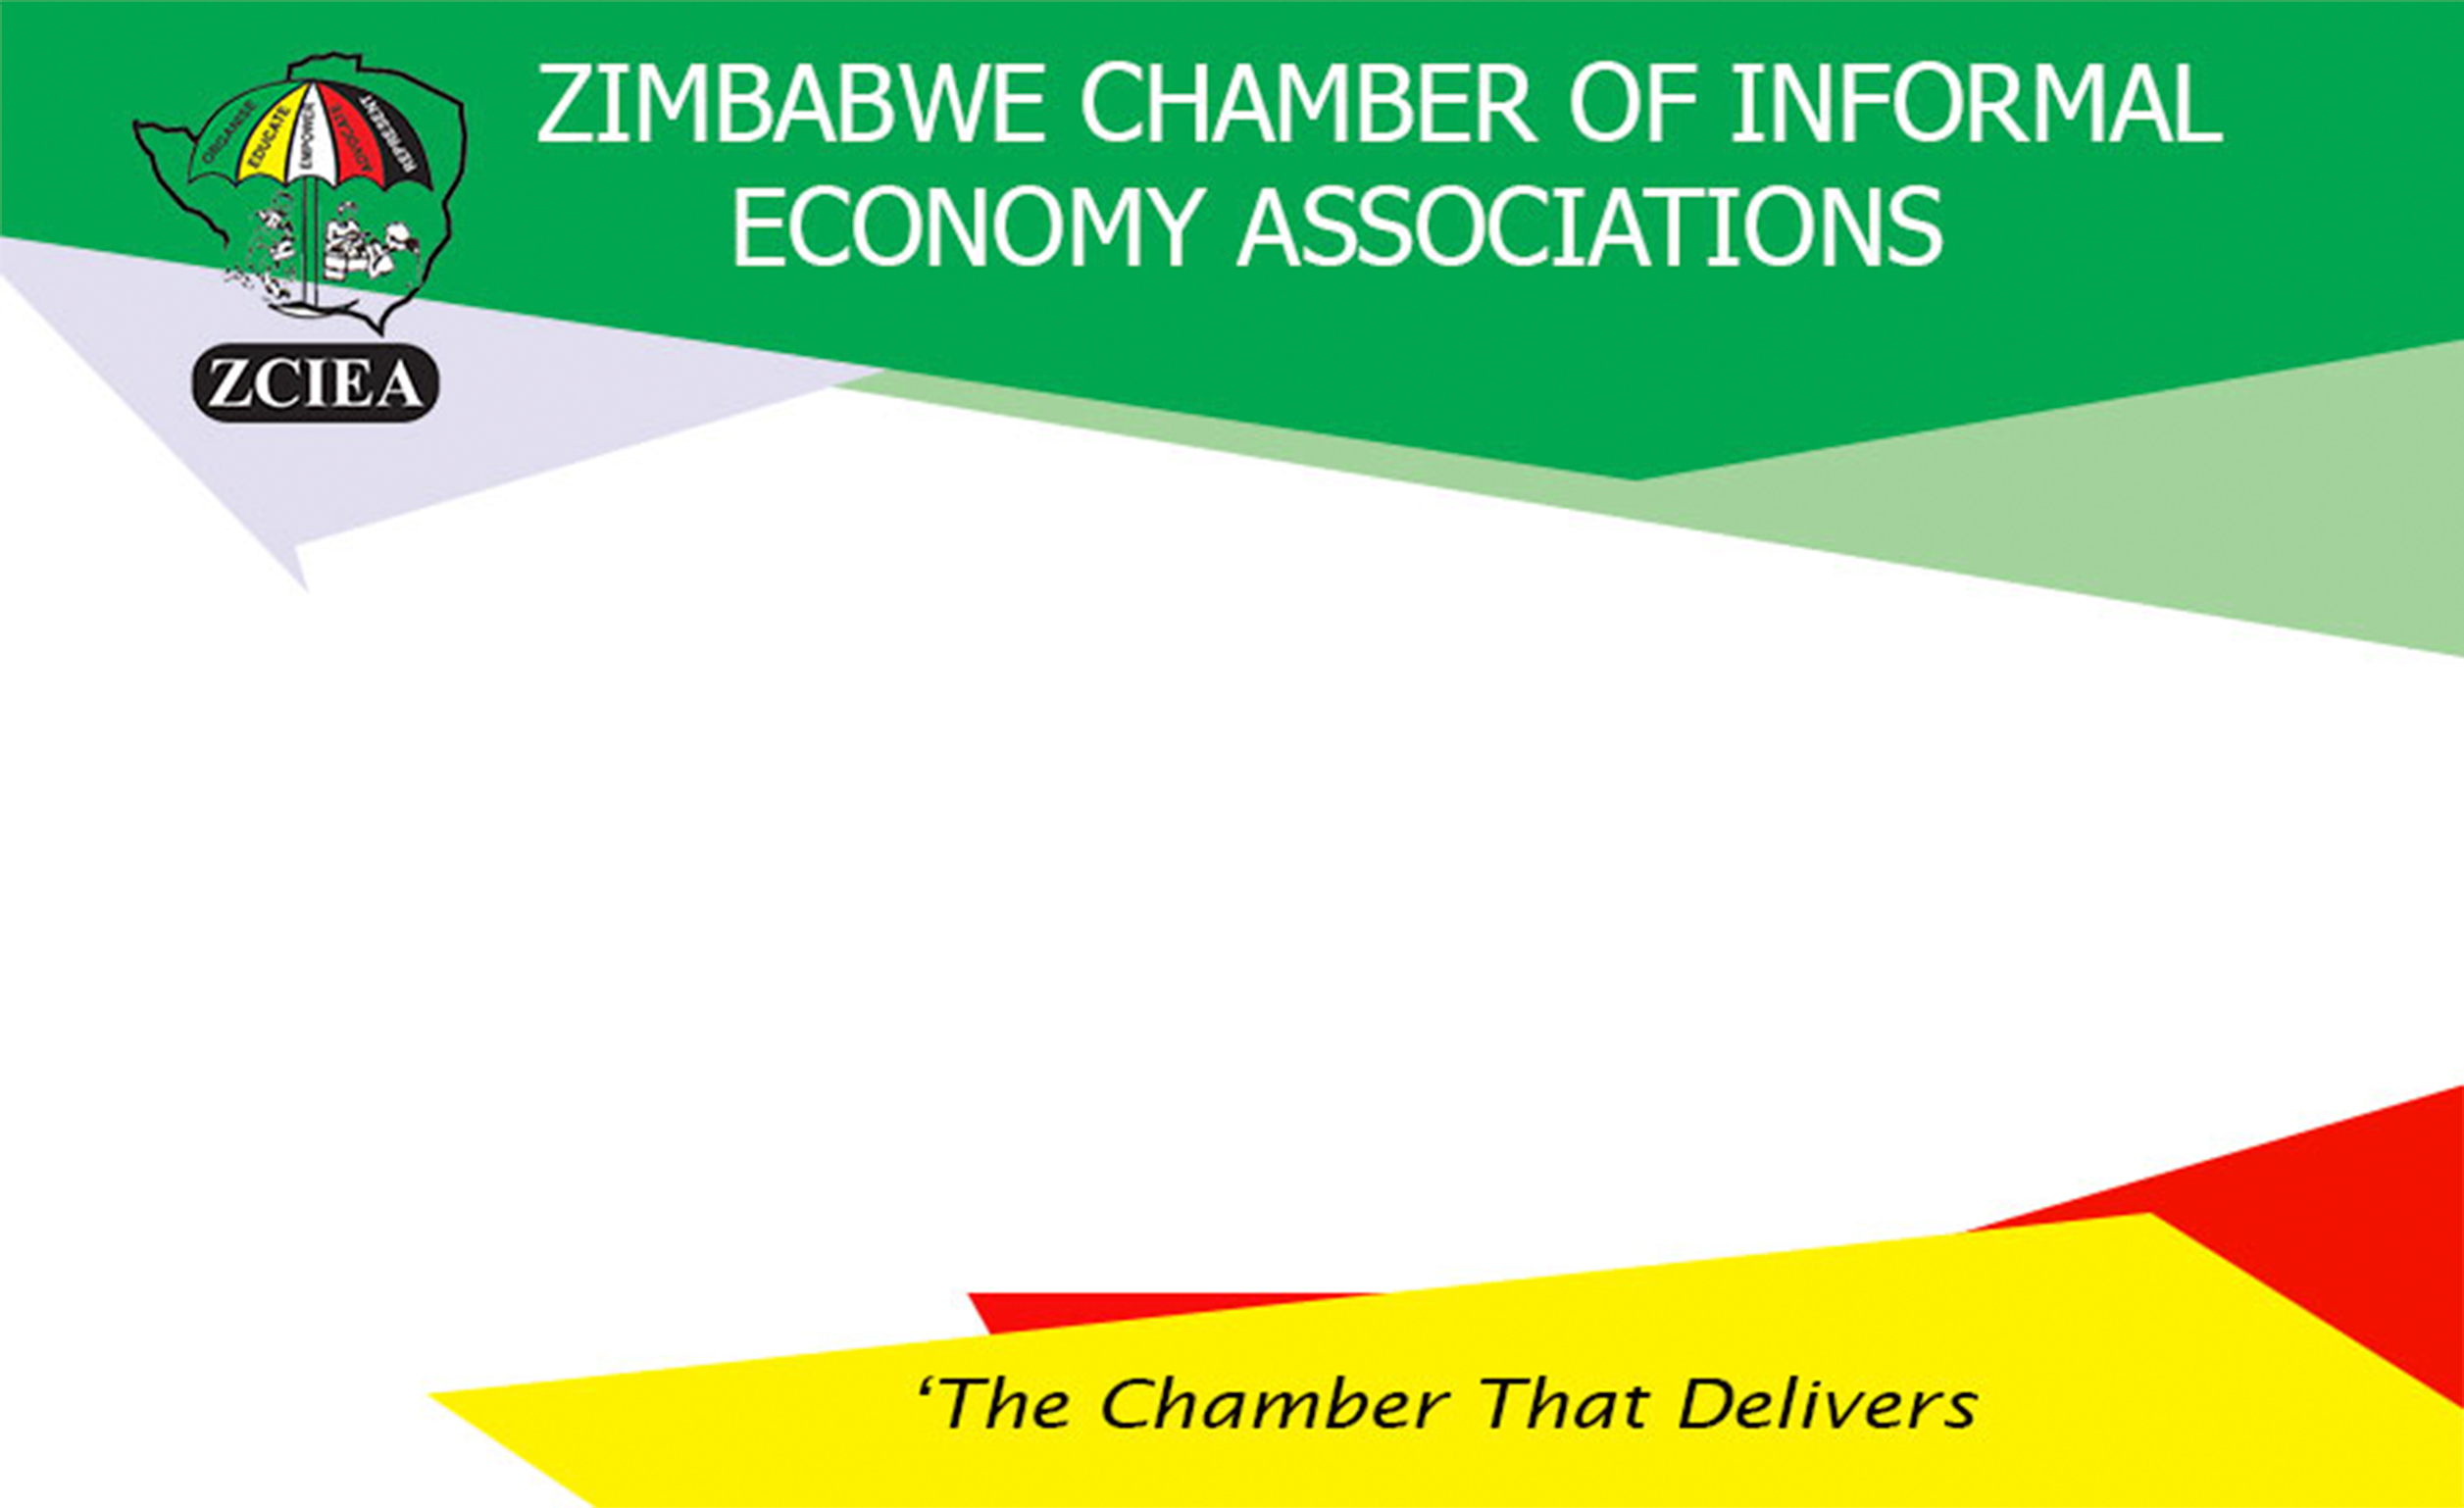 ZIMBABWE CHAMBER OF INFORMAL
ECONOMY ASSOCIATIONS
ORGANISE
EDUCATE
EMPOWER
ADVOCATE
REPRESENT
ZCIEA
‘The Chamber That Delivers